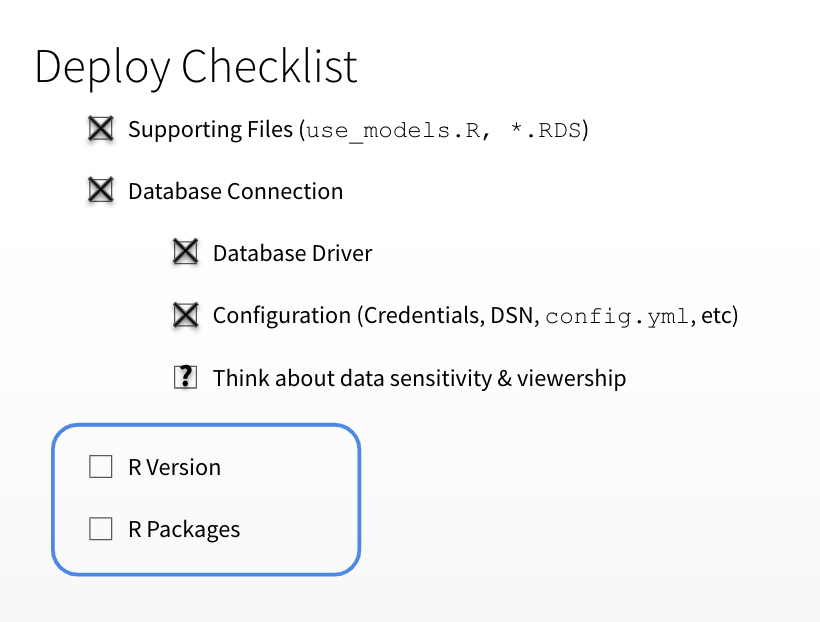 Deploy Checklist
Supporting Files (use_models.R, *.RDS)
Database Connection
Database Driver
Configuration (Credentials, DSN, config.yml, etc)
? Think about data sensitivity & viewership
R Version
R Packages